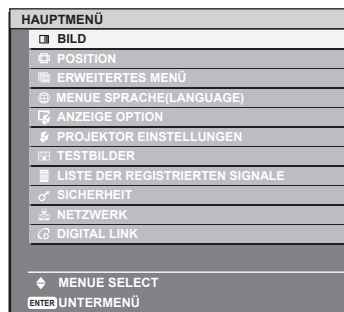 HAUPTMENÜ
BILD
POSITION
ERWEITERTES MENÜ
MENUE SPRACHE(LANGUAGE)
ANZEIGE OPTION
PROJEKTOR EINSTELLUNGEN
TESTBILDER
LISTE DER REGISTRIERTEN SIGNALE
SICHERHEIT
NETZWERK
DIGITAL LINK
MENUE SELECT
ENTER UNTERMENÜ